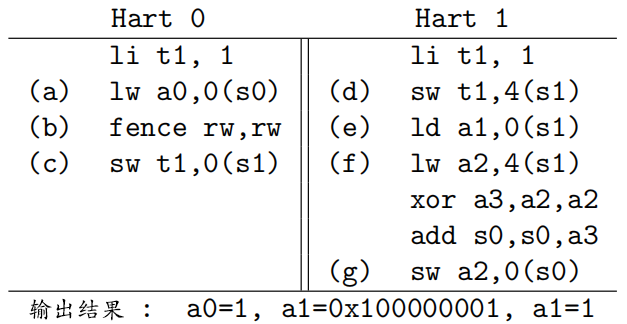 Hart 0 Hart 1
li t1, 1 li t1, 1
(a) lw a0,0(s0) (d) sw t1,4(s1)
(b) fence rw,rw (e) ld a1,0(s1)
(c) sw t1,0(s1) (f) lw a2,4(s1)
xor a3,a2,a2
add s0,s0,a3
(g) sw a2,0(s0)
输出结果 : a0=1, a1=0x100000001, a1=1